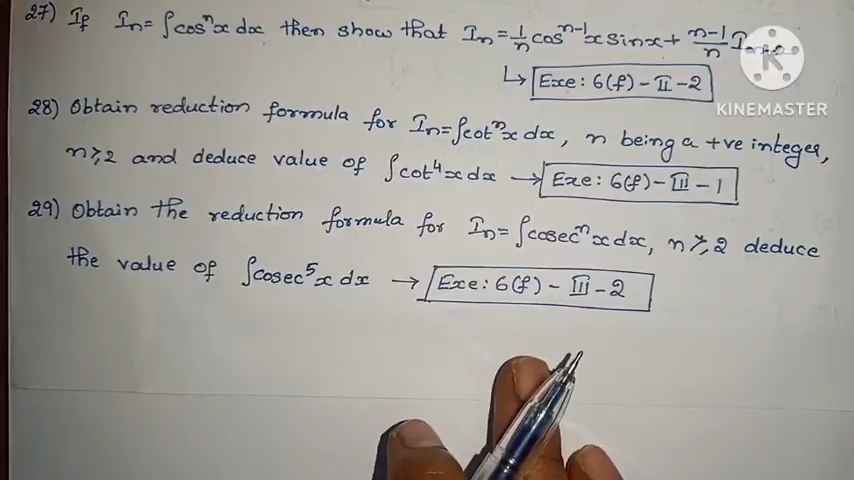 27) If Iₙ = ∫cosⁿx dx then show that Iₙ = 1/n cosⁿ⁻¹x sinx + n-1/n
KINEMASTER
↳ Exe: 6(f) - II - 2
28) Obtain reduction formula for Iₙ = ∫cotⁿx dx, n being a +ve integer,
n≥2 and deduce value of ∫cot⁴x dx → Exe: 6(f) - III - 1
29) Obtain the reduction formula for Iₙ = ∫cosecⁿx dx, n≥2 deduce
the value of ∫cosec⁵x dx → Exe: 6(f) - III - 2